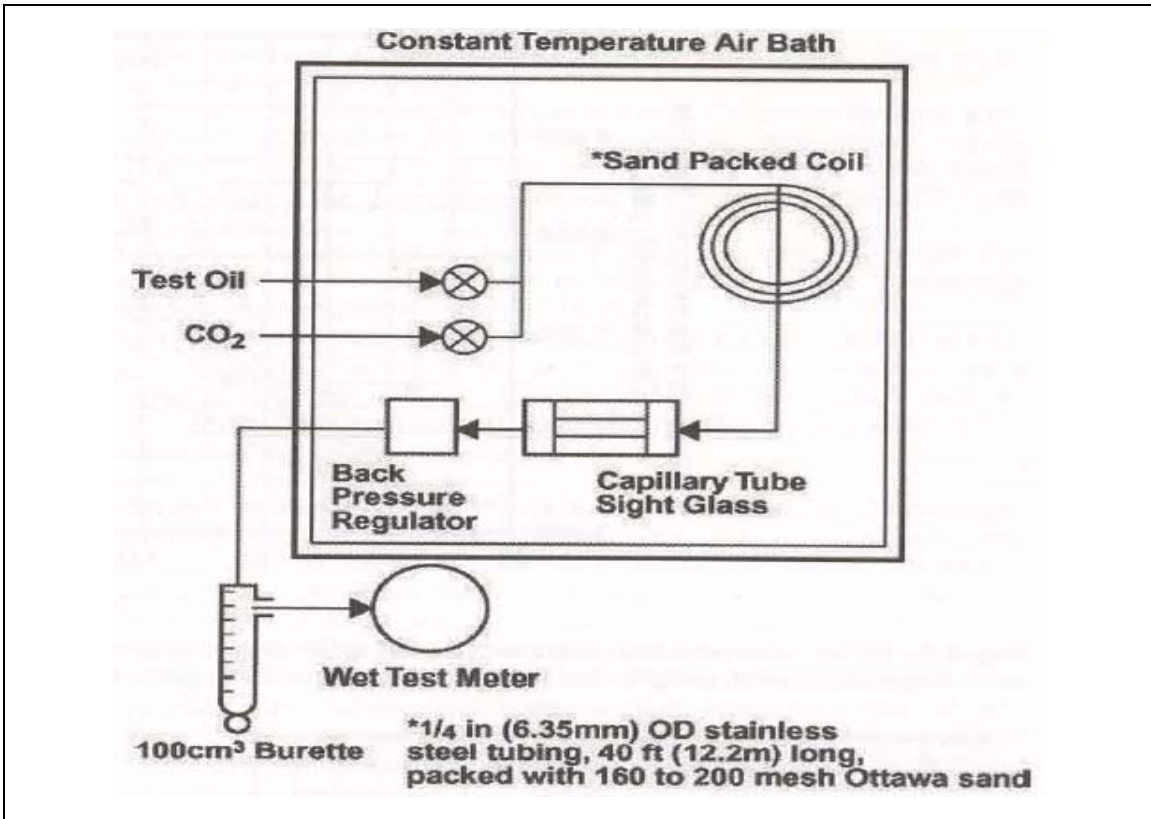 Constant Temperature Air Bath
*Sand Packed Coil
Test Oil
CO₂
Back
Pressure
Regulator
Capillary Tube
Sight Glass
Wet Test Meter
100cm³ Burette
*1/4 in (6.35mm) OD stainless
steel tubing, 40 ft (12.2m) long,
packed with 160 to 200 mesh Ottawa sand